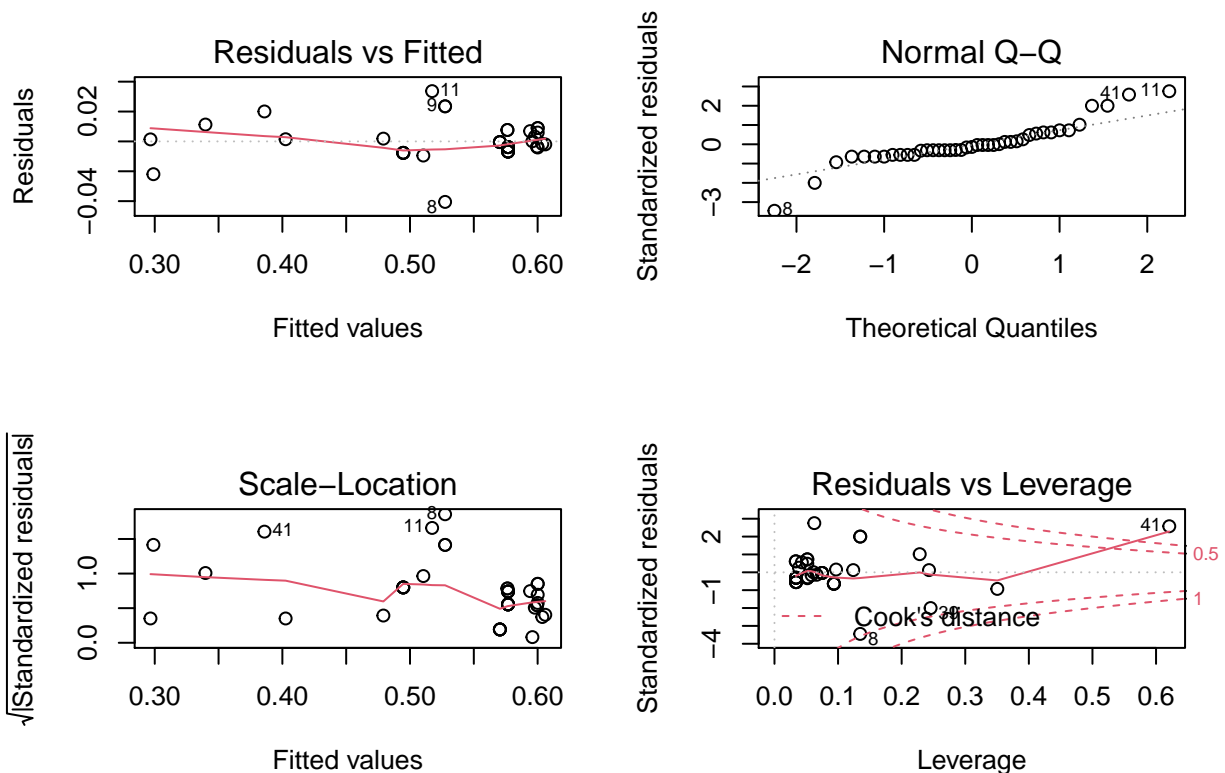 Residuals vs Fitted
Residuals
0.02
−0.04
11
9
8
0.30 0.40 0.50 0.60
Fitted values
Normal Q−Q
Standardized residuals
2
0
−3
41 11
8
−2 −1 0 1 2
Theoretical Quantiles
Scale−Location
√|Standardized residuals|
1.0
0.0
8
11
41
0.30 0.40 0.50 0.60
Fitted values
Residuals vs Leverage
Standardized residuals
2
−1
−4
41
0.5
1
39
Cook's distance
8
0.0 0.1 0.2 0.3 0.4 0.5 0.6
Leverage